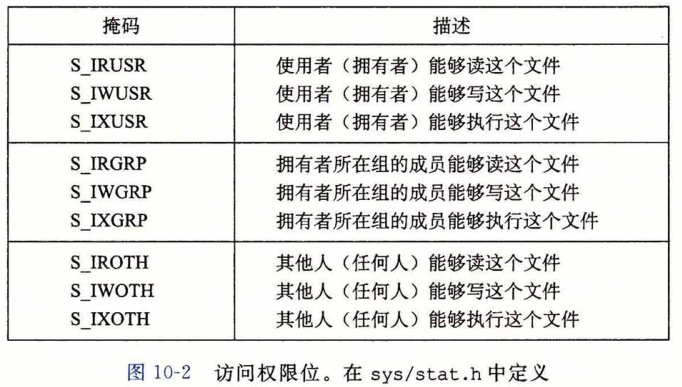 掩码 描述
S_IRUSR 使用者（拥有者）能够读这个文件
S_IWUSR 使用者（拥有者）能够写这个文件
S_IXUSR 使用者（拥有者）能够执行这个文件
S_IRGRP 拥有者所在组的成员能够读这个文件
S_IWGRP 拥有者所在组的成员能够写这个文件
S_IXGRP 拥有者所在组的成员能够执行这个文件
S_IROTH 其他人（任何人）能够读这个文件
S_IWOTH 其他人（任何人）能够写这个文件
S_IXOTH 其他人（任何人）能够执行这个文件
图 10-2 访问权限位。在 sys/stat.h 中定义